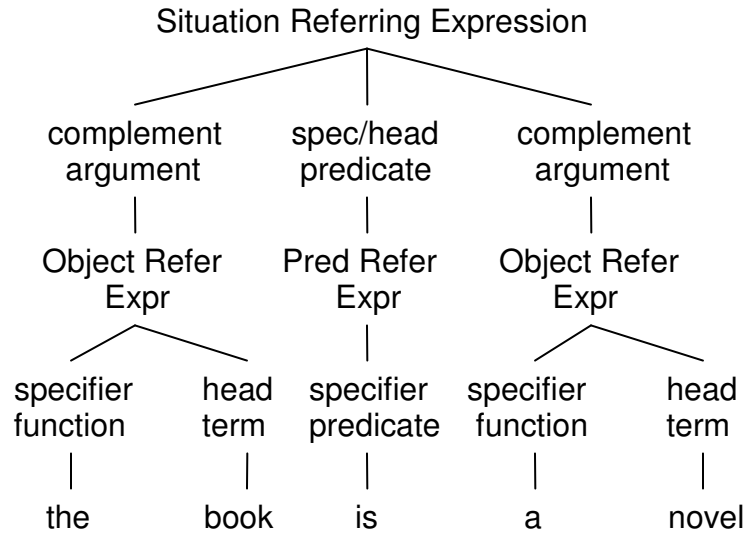 Situation Referring Expression
complement spec/head complement
argument predicate argument
Object Refer Pred Refer Object Refer
Expr Expr Expr
specifier head specifier specifier head
function term predicate function term
the book is a novel